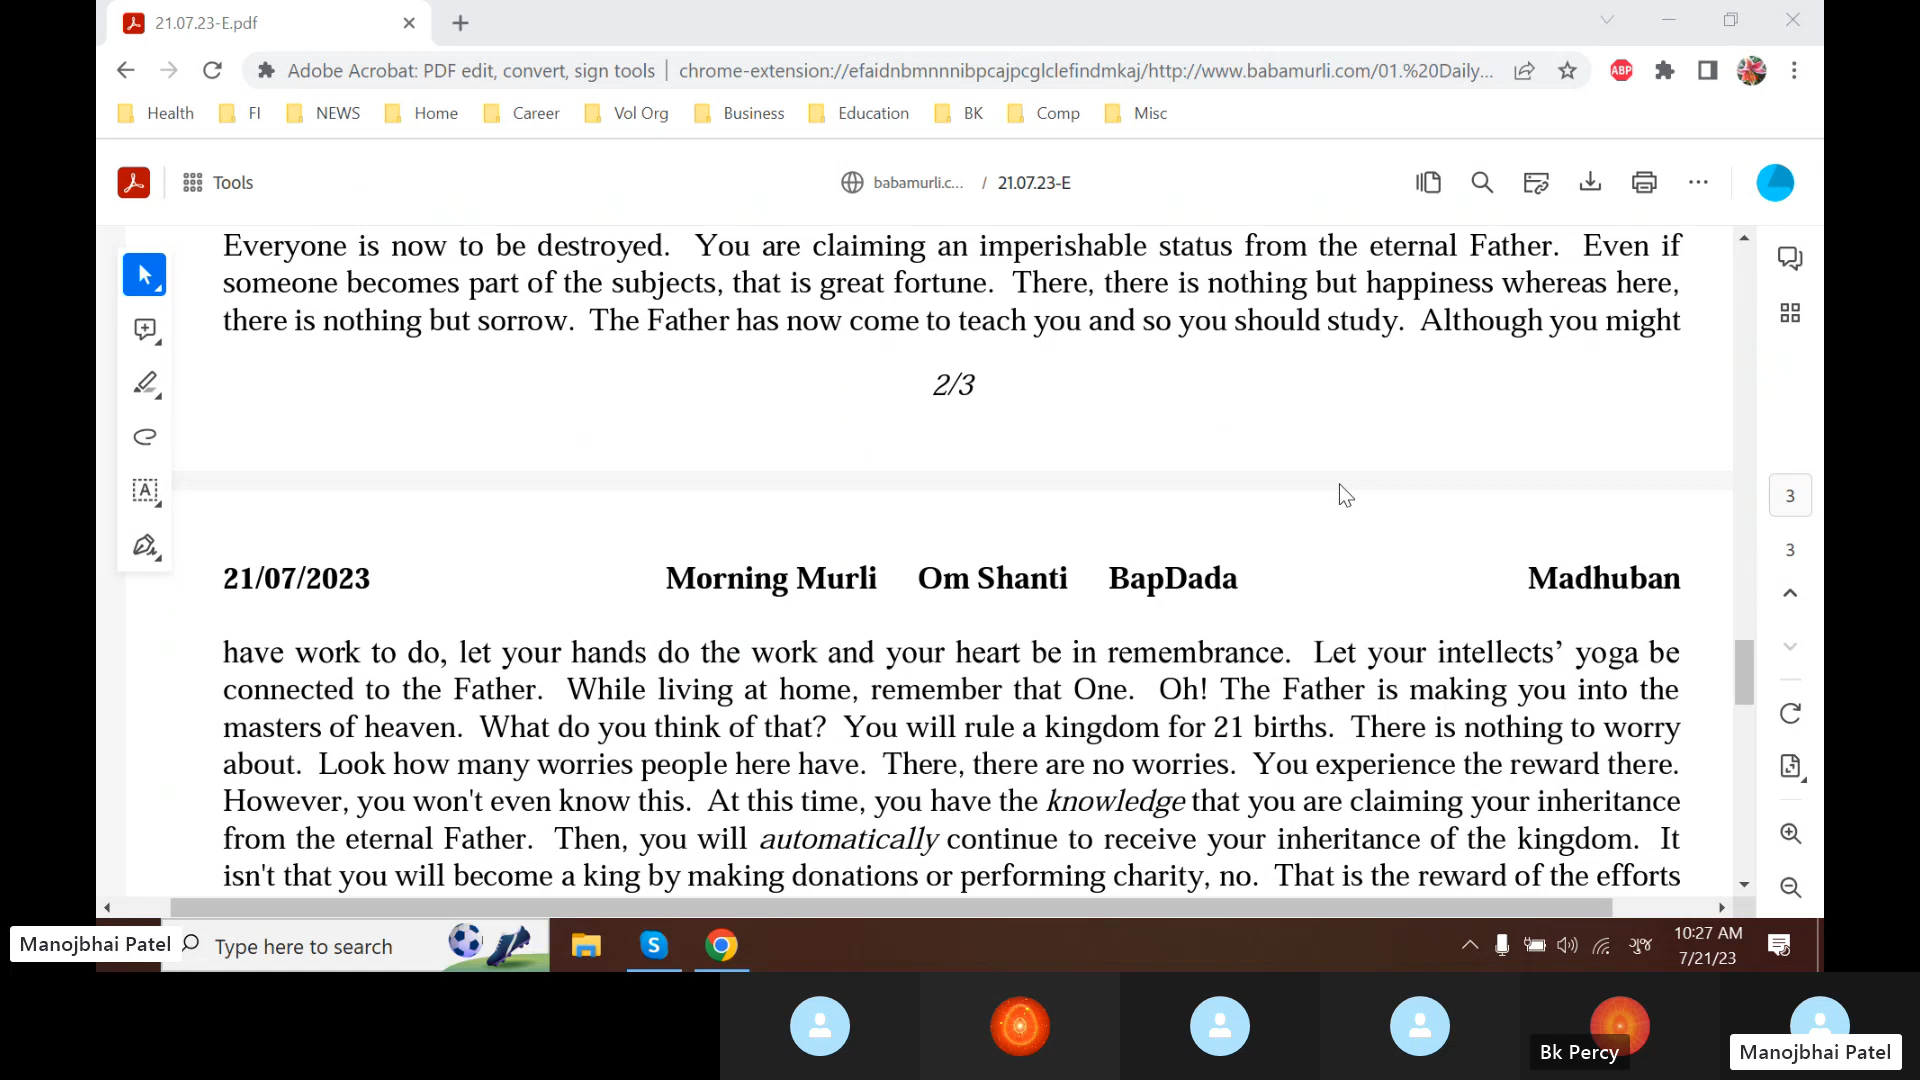 21.07.23-E.pdf
Adobe Acrobat: PDF edit, convert, sign tools | chrome-extension://efaidnbmnnnibpcajpcglclefindmkaj/http://www.babamurli.com/01.%20Daily...
ABP
Health FI NEWS Home Career Vol Org Business Education BK Comp Misc
Tools
babamurli.c... / 21.07.23-E
Everyone is now to be destroyed. You are claiming an imperishable status from the eternal Father. Even if
someone becomes part of the subjects, that is great fortune. There, there is nothing but happiness whereas here,
there is nothing but sorrow. The Father has now come to teach you and so you should study. Although you might
2/3
3
3
21/07/2023 Morning Murli Om Shanti BapDada Madhuban
have work to do, let your hands do the work and your heart be in remembrance. Let your intellects’ yoga be
connected to the Father. While living at home, remember that One. Oh! The Father is making you into the
masters of heaven. What do you think of that? You will rule a kingdom for 21 births. There is nothing to worry
about. Look how many worries people here have. There, there are no worries. You experience the reward there.
However, you won't even know this. At this time, you have the knowledge that you are claiming your inheritance
from the eternal Father. Then, you will automatically continue to receive your inheritance of the kingdom. It
isn't that you will become a king by making donations or performing charity, no. That is the reward of the efforts
Manojbhai Patel
Type here to search
ગુજ
10:27 AM
7/21/23
Bk Percy
Manojbhai Patel